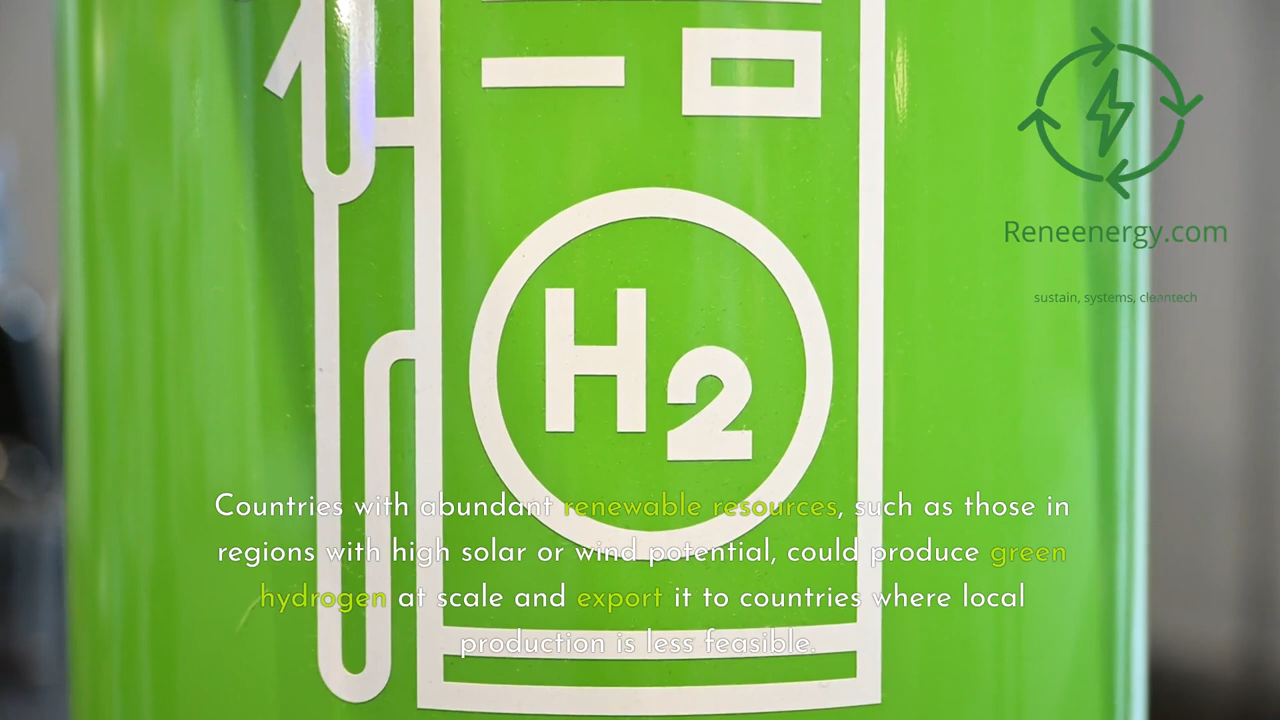 Reneenergy.com
sustain, systems, cleantech
H2
Countries with abundant renewable resources, such as those in
regions with high solar or wind potential, could produce green
hydrogen at scale and export it to countries where local
production is less feasible.